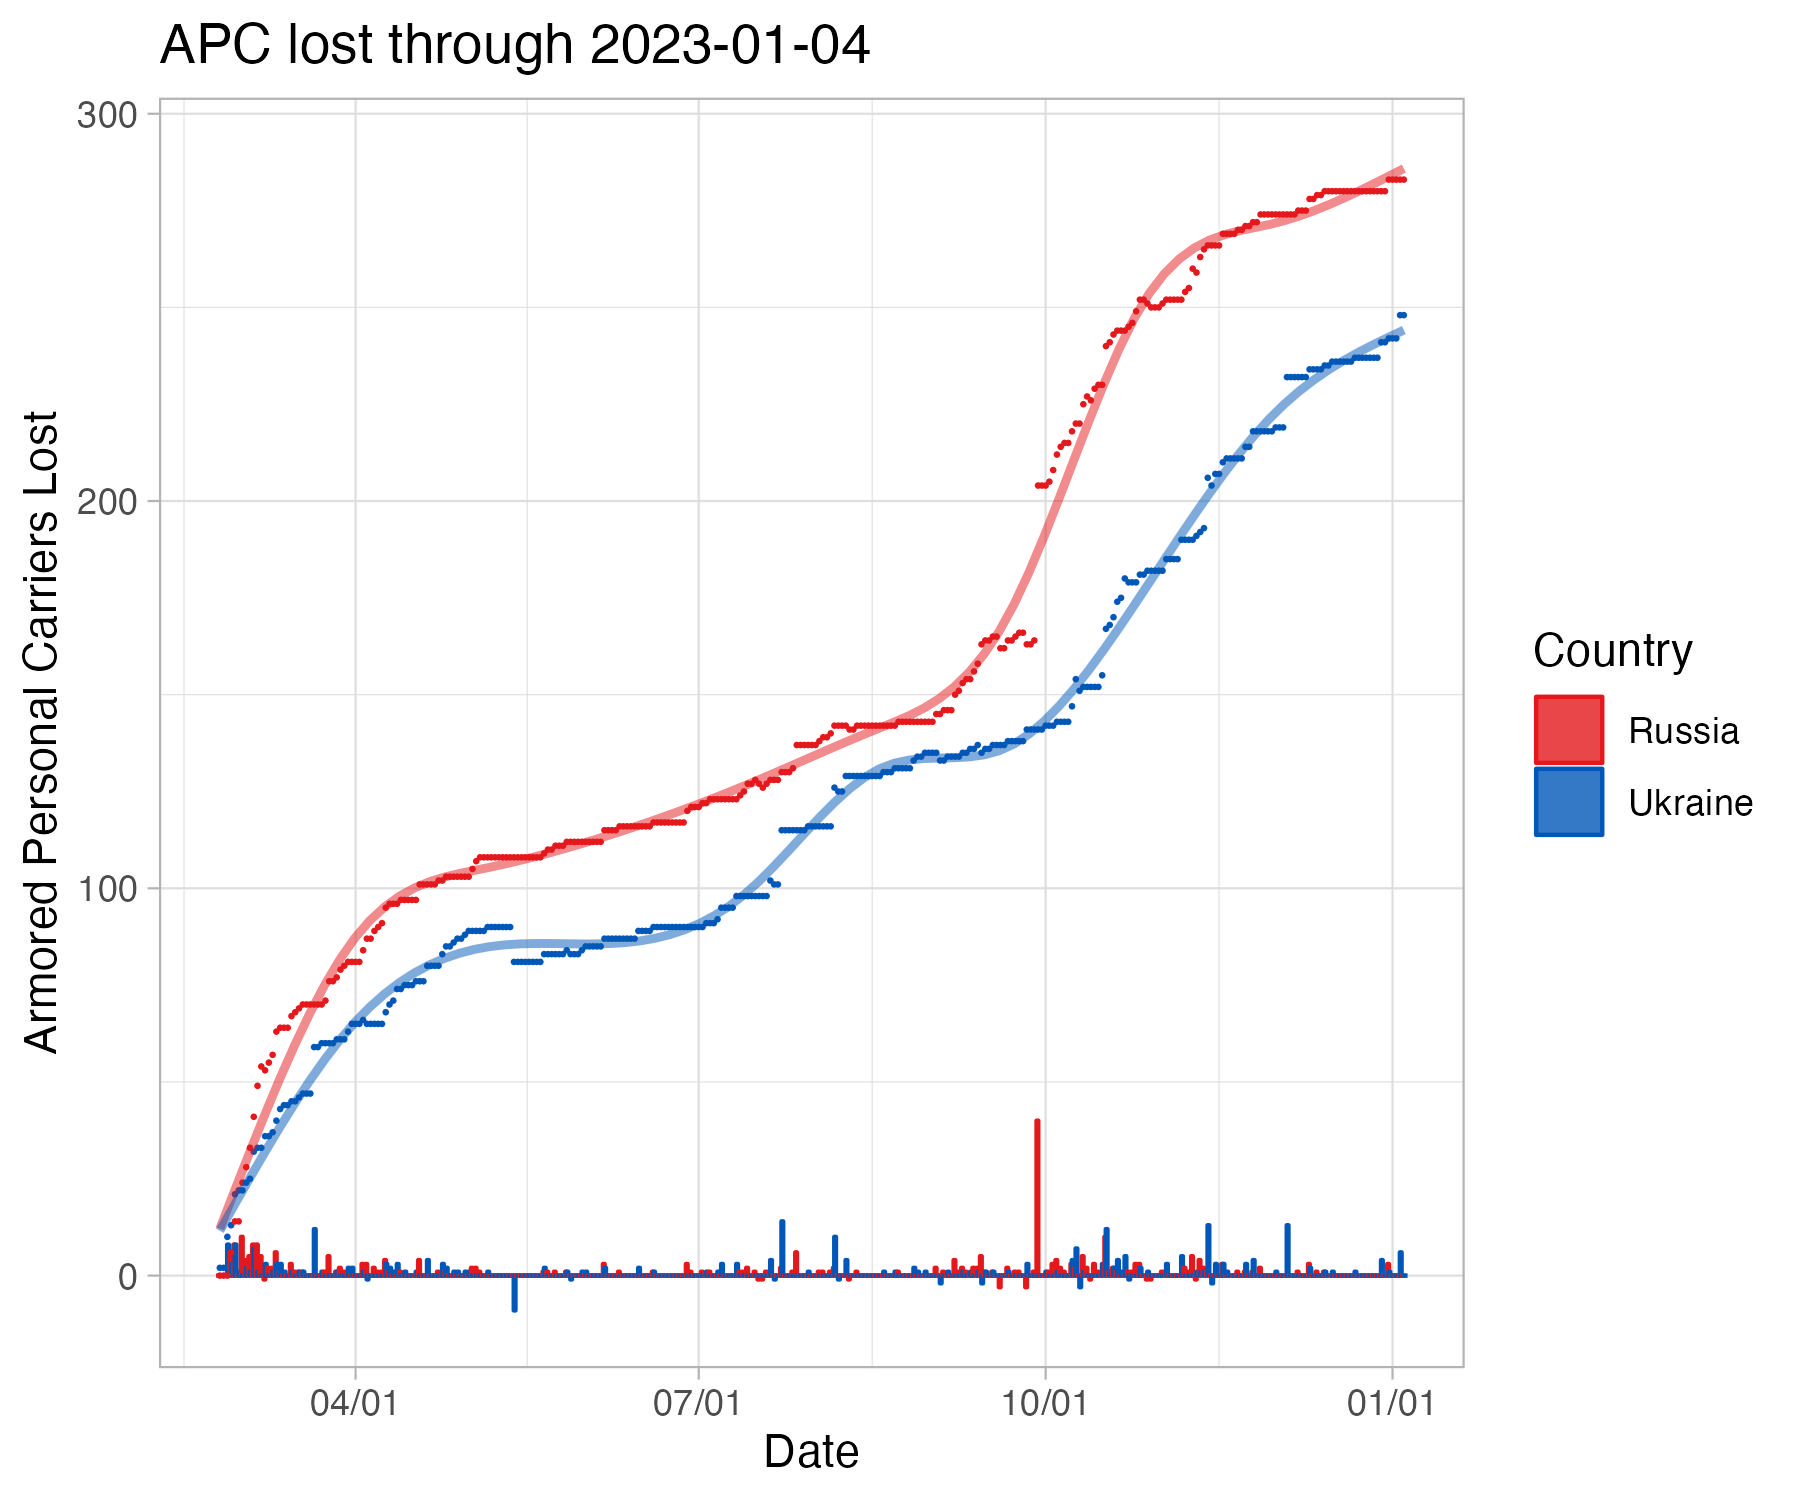 APC lost through 2023-01-04
300
200
100
0
Armored Personal Carriers Lost
04/01
07/01
10/01
01/01
Date
Country
Russia
Ukraine